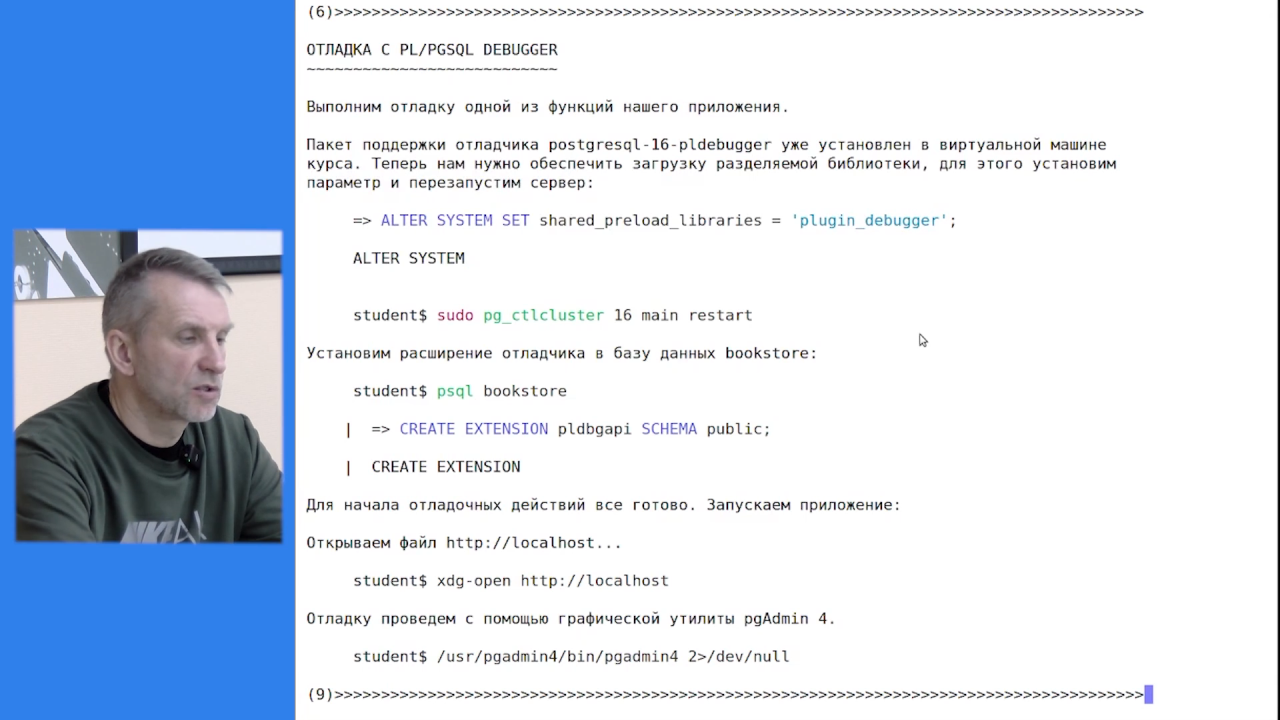 (6)>>>>>>>>>>>>>>>>>>>>>>>>>>>>>>>>>>>>>>>>>>>>>>>>>>>>>>>>>>>>>>>>>>>>>>>>>>>>>>>>>>>>>>>
ОТЛАДКА С PL/PGSQL DEBUGGER
~~~~~~~~~~~~~~~~~~~~~~~~~~~
Выполним отладку одной из функций нашего приложения.
Пакет поддержки отладчика postgresql-16-pldebugger уже установлен в виртуальной машине
курса. Теперь нам нужно обеспечить загрузку разделяемой библиотеки, для этого установим
параметр и перезапустим сервер:
=> ALTER SYSTEM SET shared_preload_libraries = 'plugin_debugger';
ALTER SYSTEM
student$ sudo pg_ctlcluster 16 main restart
Установим расширение отладчика в базу данных bookstore:
student$ psql bookstore
| => CREATE EXTENSION pldbgapi SCHEMA public;
| CREATE EXTENSION
Для начала отладочных действий все готово. Запускаем приложение:
Открываем файл http://localhost...
student$ xdg-open http://localhost
Отладку проведем с помощью графической утилиты pgAdmin 4.
student$ /usr/pgadmin4/bin/pgadmin4 2>/dev/null
(9)>>>>>>>>>>>>>>>>>>>>>>>>>>>>>>>>>>>>>>>>>>>>>>>>>>>>>>>>>>>>>>>>>>>>>>>>>>>>>>>>>>>>>>>